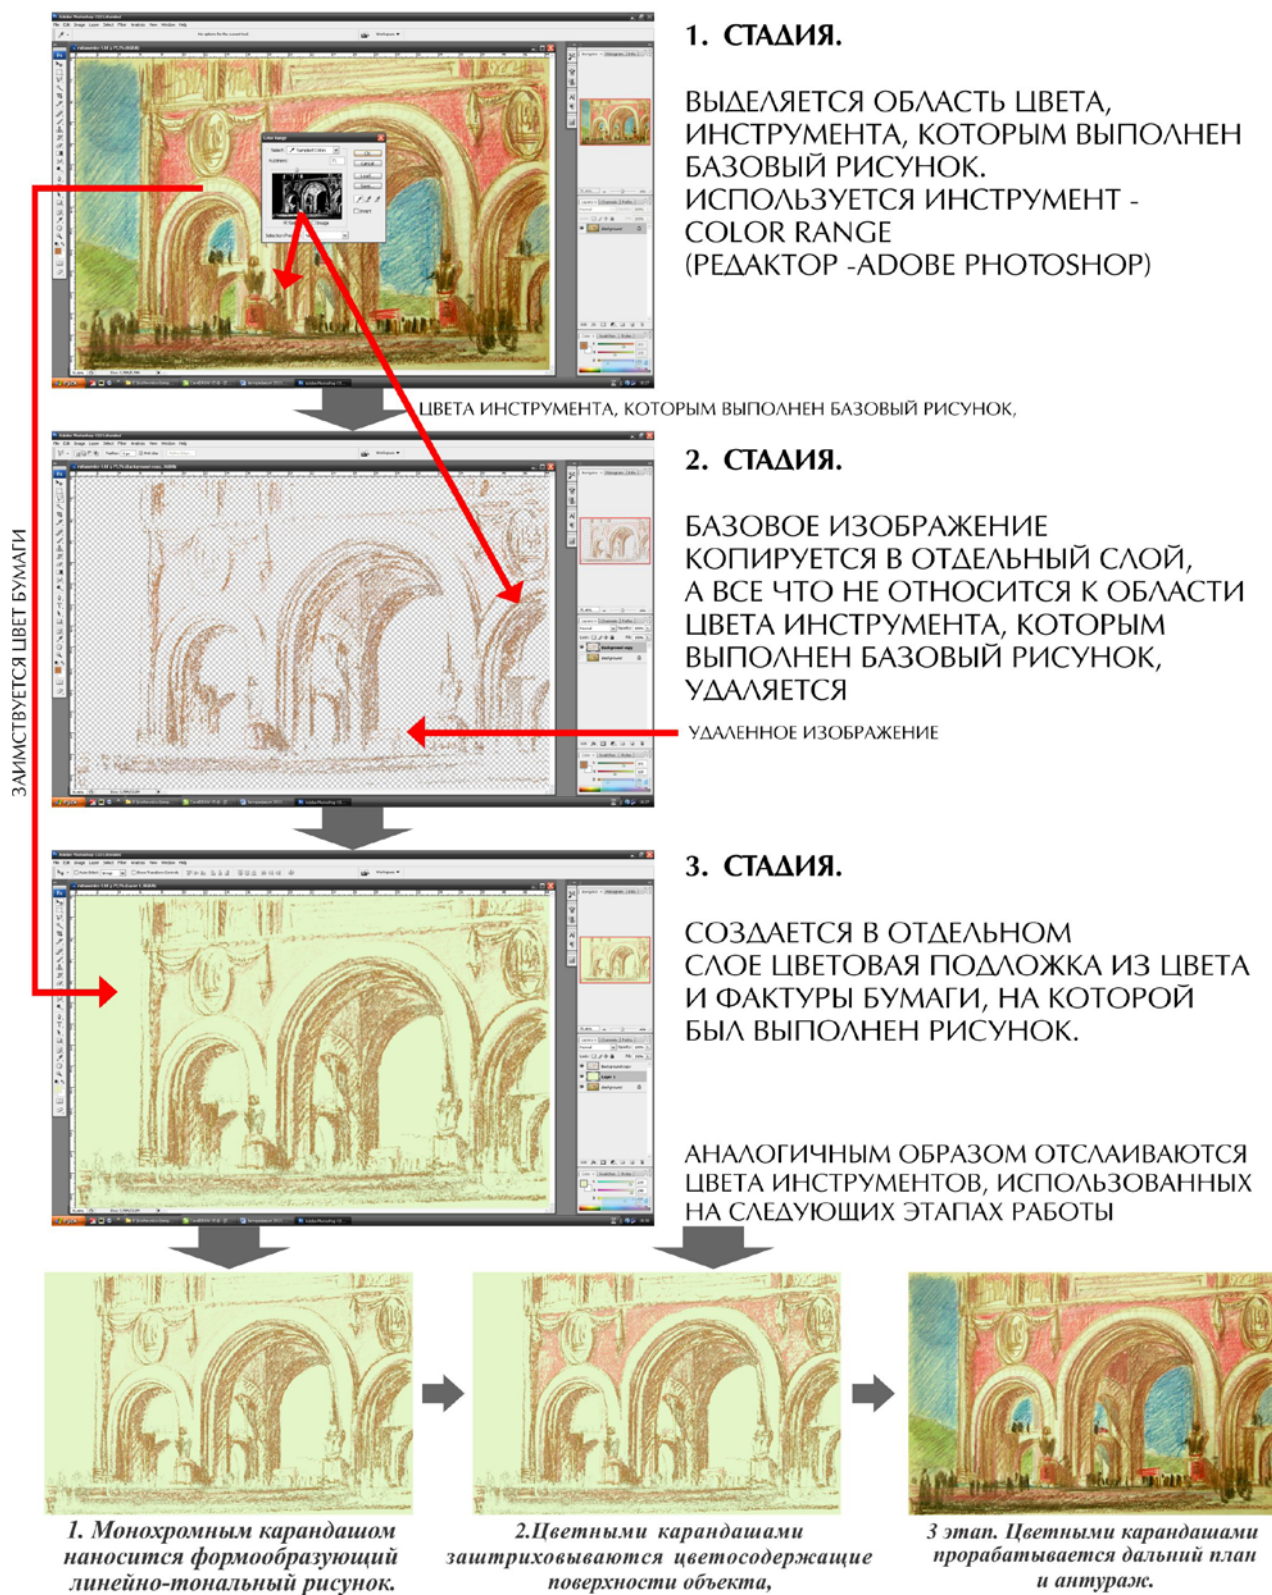 1. СТАДИЯ.
ВЫДЕЛЯЕТСЯ ОБЛАСТЬ ЦВЕТА,
ИНСТРУМЕНТА, КОТОРЫМ ВЫПОЛНЕН
БАЗОВЫЙ РИСУНОК.
ИСПОЛЬЗУЕТСЯ ИНСТРУМЕНТ -
COLOR RANGE
(РЕДАКТОР -ADOBE PHOTOSHOP)
ЦВЕТА ИНСТРУМЕНТА, КОТОРЫМ ВЫПОЛНЕН БАЗОВЫЙ РИСУНОК,
ЗАИМСТВУЕТСЯ ЦВЕТ БУМАГИ
2. СТАДИЯ.
БАЗОВОЕ ИЗОБРАЖЕНИЕ
КОПИРУЕТСЯ В ОТДЕЛЬНЫЙ СЛОЙ,
А ВСЕ ЧТО НЕ ОТНОСИТСЯ К ОБЛАСТИ
ЦВЕТА ИНСТРУМЕНТА, КОТОРЫМ
ВЫПОЛНЕН БАЗОВЫЙ РИСУНОК,
УДАЛЯЕТСЯ
УДАЛЕННОЕ ИЗОБРАЖЕНИЕ
3. СТАДИЯ.
СОЗДАЕТСЯ В ОТДЕЛЬНОМ
СЛОЕ ЦВЕТОВАЯ ПОДЛОЖКА ИЗ ЦВЕТА
И ФАКТУРЫ БУМАГИ, НА КОТОРОЙ
БЫЛ ВЫПОЛНЕН РИСУНОК.
АНАЛОГИЧНЫМ ОБРАЗОМ ОТСЛАИВАЮТСЯ
ЦВЕТА ИНСТРУМЕНТОВ, ИСПОЛЬЗОВАННЫХ
НА СЛЕДУЮЩИХ ЭТАПАХ РАБОТЫ
1. Монохромным карандашом
наносится формообразующий
линейно-тональный рисунок.
2.Цветными карандашами
заштриховываются цветосодержащие
поверхности объекта,
3 этап. Цветными карандашами
прорабатывается дальний план
и антураж.